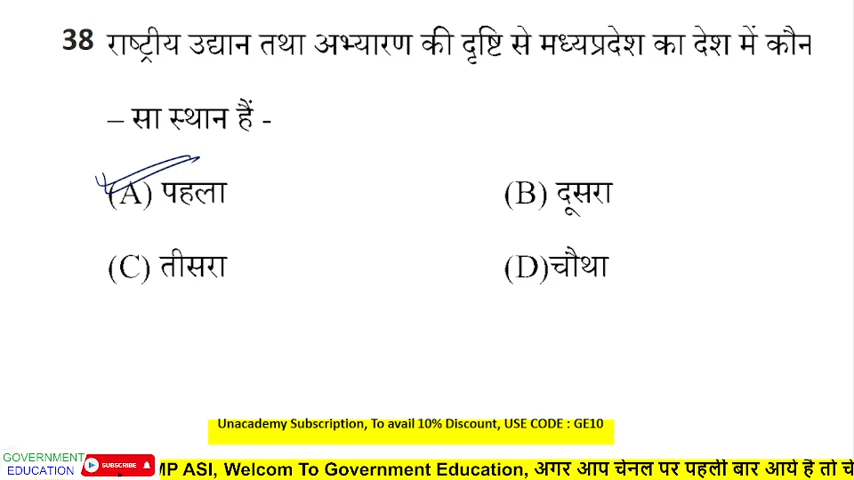 38 राष्ट्रीय उद्यान तथा अभ्यारण की दृष्टि से मध्यप्रदेश का देश में कौन
– सा स्थान हैं -
(A) पहला
(B) दूसरा
(C) तीसरा
(D)चौथा
Unacademy Subscription, To avail 10% Discount, USE CODE : GE10
GOVERNMENT
EDUCATION
SUBSCRIBE
MP ASI, Welcom To Government Education, अगर आप चेनल पर पहली बार आये है तो चे